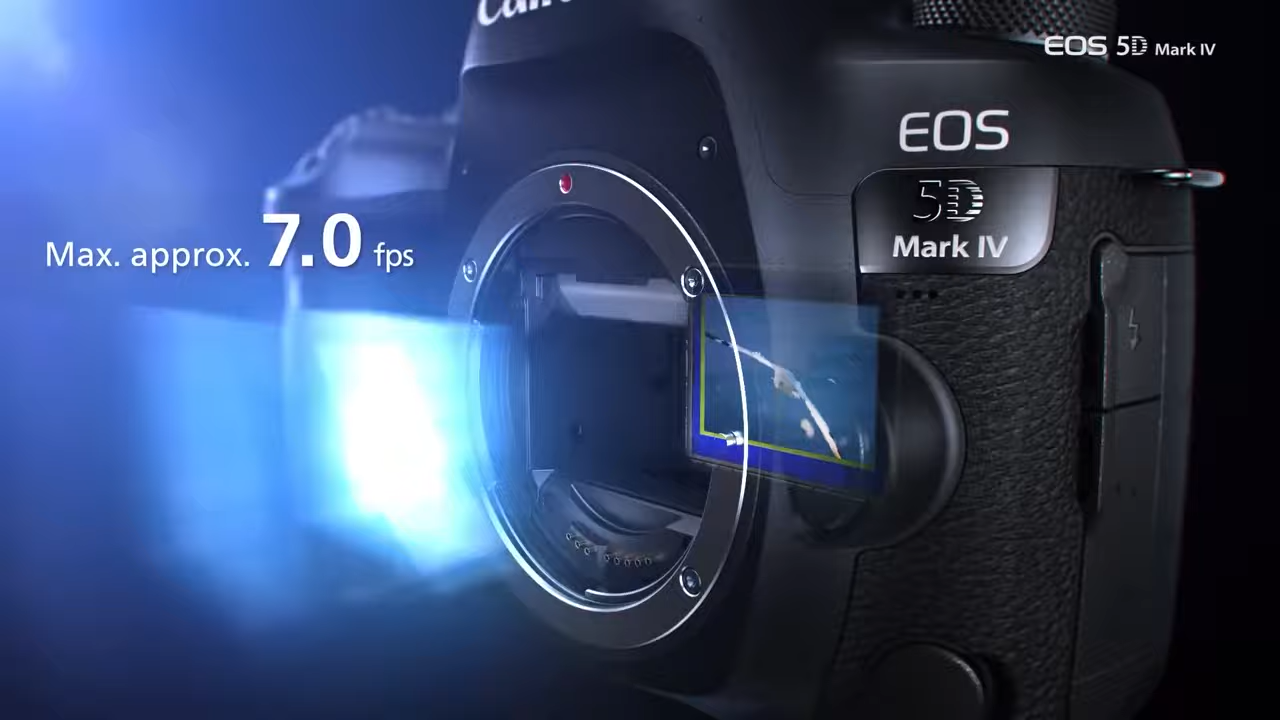 EOS 5D Mark IV
EOS
5D
Mark IV
Max. approx. 7.0 fps